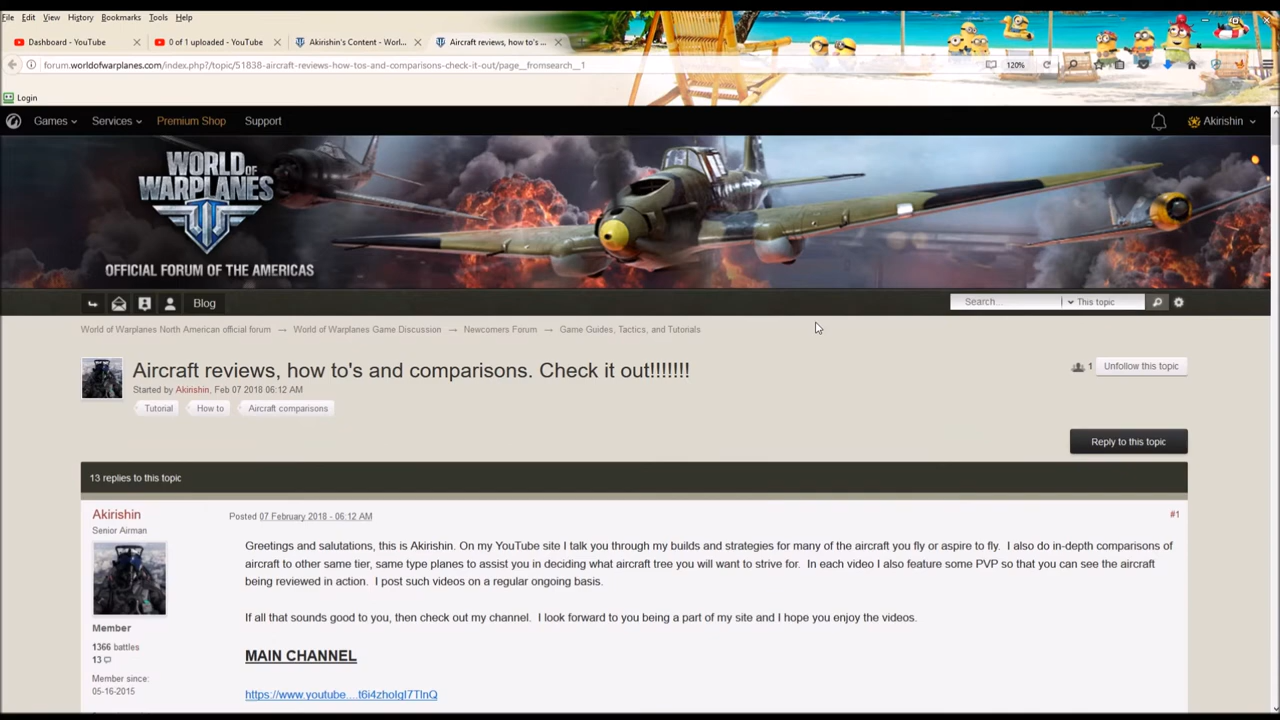 File Edit View History Bookmarks Tools Help
Dashboard - YouTube
0 of 1 uploaded - YouTube
Akirishin's Content - Worl...
Aircraft reviews, how to's ...
forum.worldofwarplanes.com/index.php?/topic/51838-aircraft-reviews-how-tos-and-comparisons-check-it-out/page__fromsearch__1
120%
Login
Games Services Premium Shop Support
Akirishin
WORLD OF
WARPLANES
OFFICIAL FORUM OF THE AMERICAS
Blog
Search... This topic
World of Warplanes North American official forum → World of Warplanes Game Discussion → Newcomers Forum → Game Guides, Tactics, and Tutorials
Aircraft reviews, how to's and comparisons. Check it out!!!!!!!
1 Unfollow this topic
Started by Akirishin, Feb 07 2018 06:12 AM
Tutorial How to Aircraft comparisons
Reply to this topic
13 replies to this topic
Akirishin
Senior Airman
Member
1366 battles
13
Member since:
05-16-2015
Posted 07 February 2018 - 06:12 AM
#1
Greetings and salutations, this is Akirishin. On my YouTube site I talk you through my builds and strategies for many of the aircraft you fly or aspire to fly. I also do in-depth comparisons of
aircraft to other same tier, same type planes to assist you in deciding what aircraft tree you will want to strive for. In each video I also feature some PVP so that you can see the aircraft
being reviewed in action. I post such videos on a regular ongoing basis.
If all that sounds good to you, then check out my channel. I look forward to you being a part of my site and I hope you enjoy the videos.
MAIN CHANNEL
https://www.youtube....t6i4zhoIgI7TlnQ